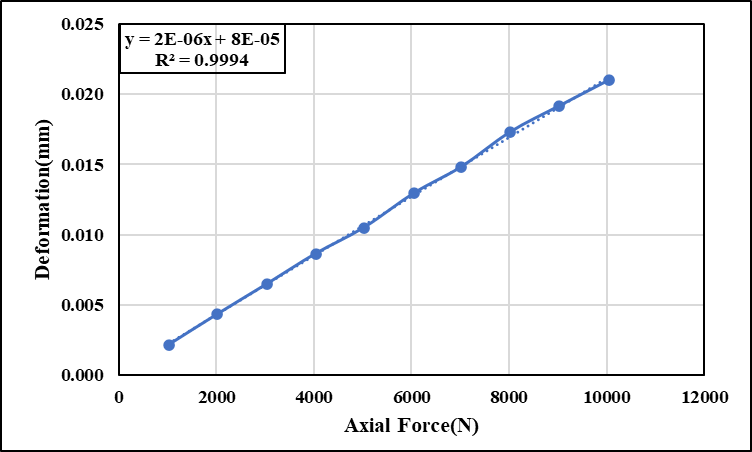 y = 2E-06x + 8E-05
R² = 0.9994
0.025
0.020
0.015
0.010
0.005
0.000
0 2000 4000 6000 8000 10000 12000
Deformation(mm)
Axial Force(N)